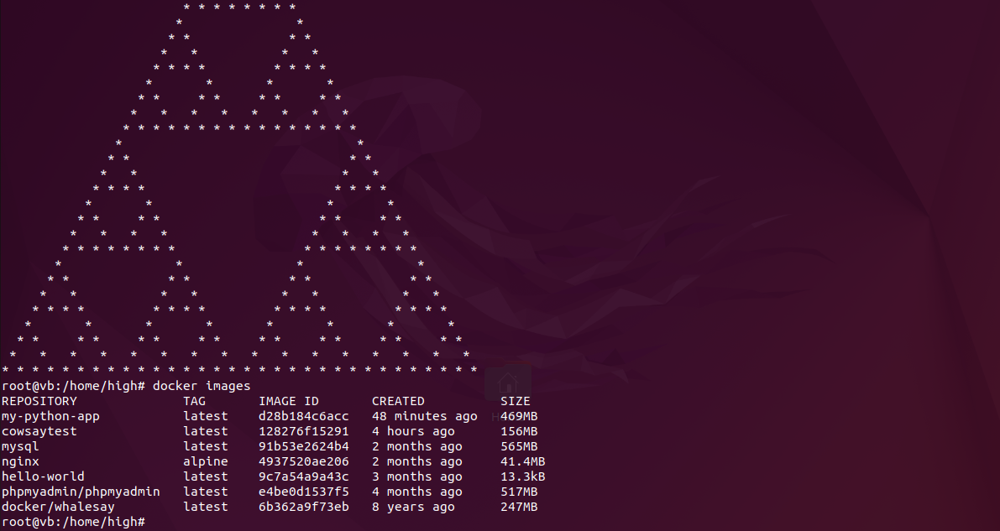 * * * * * * * *
                       *               *
                      * *             * *
                     *   *           *   *
                    * * * *         * * * *
                   *       *       *       *
                  * *     * *     * *     * *
                 *   *   *   *   *   *   *   *
                * * * * * * * * * * * * * * * *
               *                               *
              * *                             * *
             *   *                           *   *
            * * * *                         * * * *
           *       *                       *       *
          * *     * *                     * *     * *
         *   *   *   *                   *   *   *   *
        * * * * * * * *                 * * * * * * * *
       *               *               *               *
      * *             * *             * *             * *
     *   *           *   *           *   *           *   *
    * * * *         * * * *         * * * *         * * * *
   *       *       *       *       *       *       *       *
  * *     * *     * *     * *     * *     * *     * *     * *
 *   *   *   *   *   *   *   *   *   *   *   *   *   *   *   *
* * * * * * * * * * * * * * * * * * * * * * * * * * * * * * * *
root@vb:/home/high# docker images
REPOSITORY              TAG       IMAGE ID       CREATED          SIZE
my-python-app           latest    d28b184c6acc   48 minutes ago   469MB
cowsaytest              latest    128276f15291   4 hours ago      156MB
mysql                   latest    91b53e2624b4   2 months ago     565MB
nginx                   alpine    4937520ae206   2 months ago     41.4MB
hello-world             latest    9c7a54a9a43c   3 months ago     13.3kB
phpmyadmin/phpmyadmin   latest    e4be0d1537f5   4 months ago     517MB
docker/whalesay         latest    6b362a9f73eb   8 years ago      247MB
root@vb:/home/high#